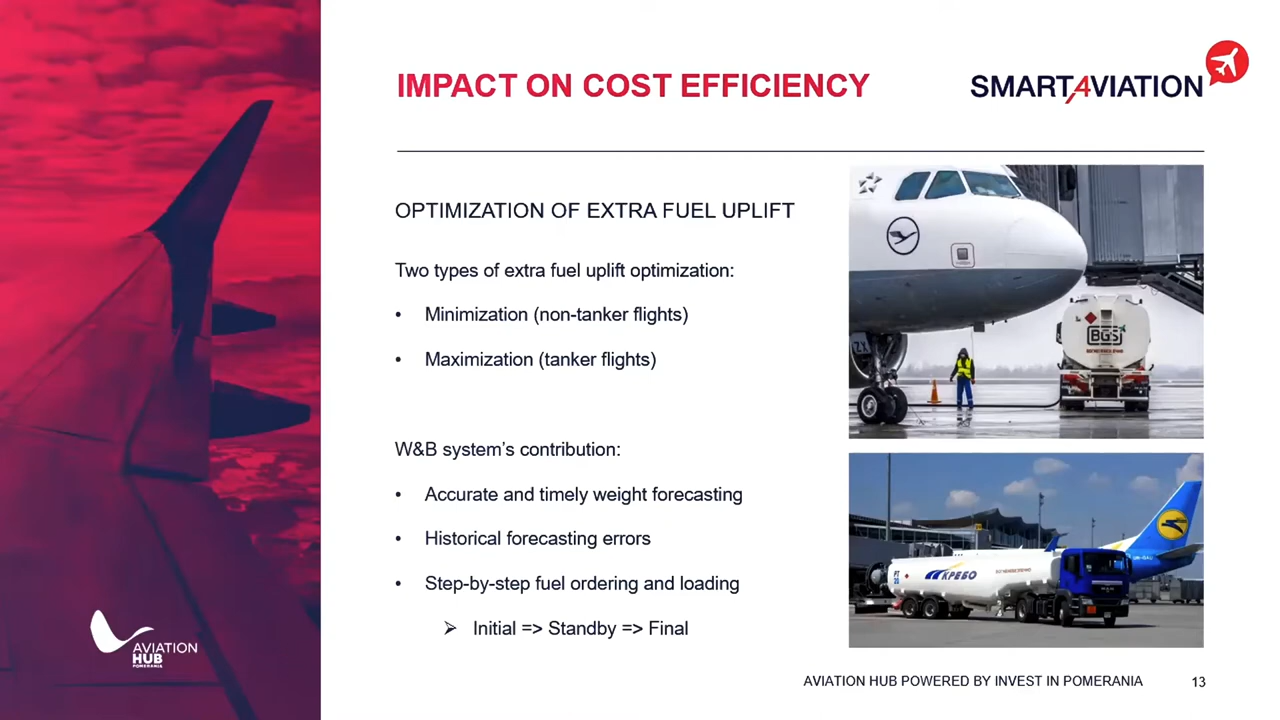 IMPACT ON COST EFFICIENCY
SMARTAVIATION
OPTIMIZATION OF EXTRA FUEL UPLIFT
Two types of extra fuel uplift optimization:
• Minimization (non-tanker flights)
• Maximization (tanker flights)
W&B system's contribution:
• Accurate and timely weight forecasting
• Historical forecasting errors
• Step-by-step fuel ordering and loading
➢ Initial => Standby => Final
BGS
КРЕБО
AVIATION
HUB
POMERANIA
AVIATION HUB POWERED BY INVEST IN POMERANIA
13